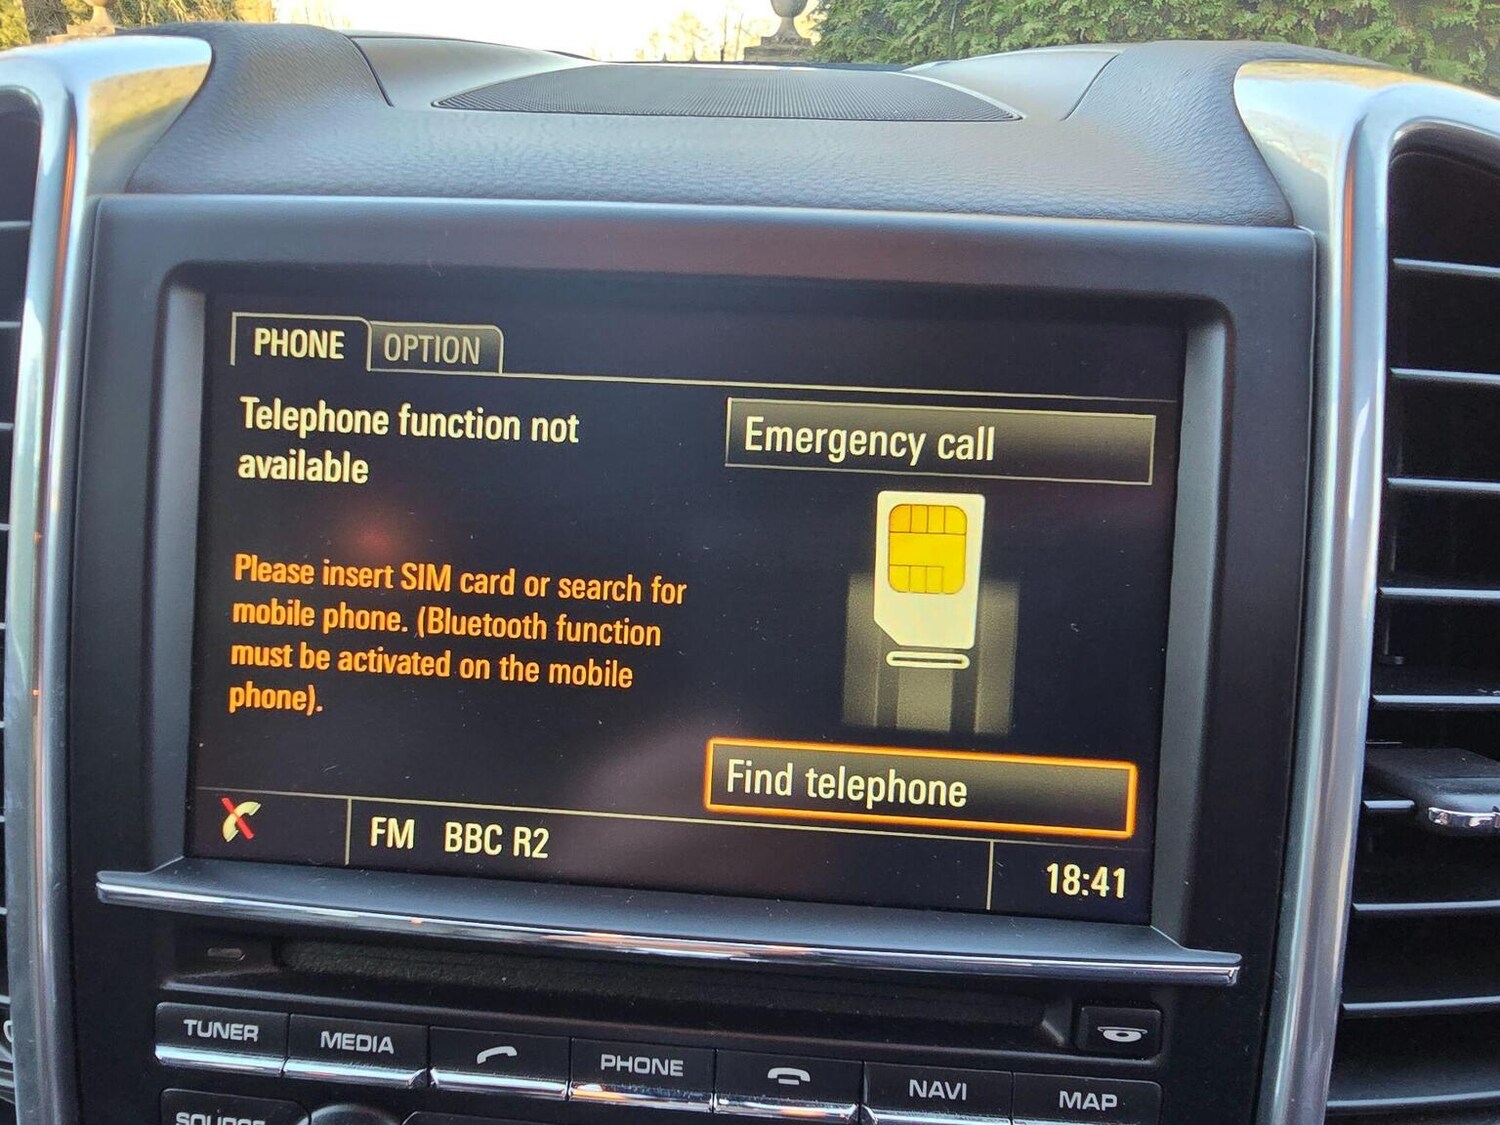 PHONE OPTION
Telephone function not
available
Emergency call
Please insert SIM card or search for
mobile phone. (Bluetooth function
must be activated on the mobile
phone).
Find telephone
FM BBC R2
18:41
TUNER MEDIA PHONE NAVI MAP
SOURCE